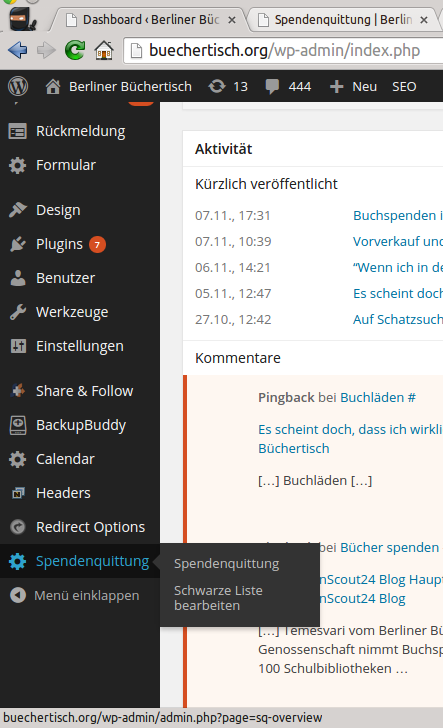 Dashboard ‹ Berliner Büc
Spendenquittung | Berlin
buechertisch.org/wp-admin/index.php
Berliner Büchertisch 13 444 Neu SEO
Rückmeldung
Formular
Design
Plugins 7
Benutzer
Werkzeuge
Einstellungen
Share & Follow
BackupBuddy
Calendar
Headers
Redirect Options
Spendenquittung
Menü einklappen
Spendenquittung
Schwarze Liste
bearbeiten
Aktivität
Kürzlich veröffentlicht
07.11., 17:31 Buchspenden i
07.11., 10:39 Vorverkauf und
06.11., 14:21 “Wenn ich in de
05.11., 12:47 Es scheint doch
27.10., 12:42 Auf Schatzsuch
Kommentare
Pingback bei Buchläden #
Es scheint doch, dass ich wirkli
Büchertisch
[…] Buchläden […]
bei Bücher spenden
nScout24 Blog Haup
nScout24 Blog
[…] Temesvari vom Berliner Bü
Genossenschaft nimmt Buchsp
100 Schulbibliotheken …
buechertisch.org/wp-admin/admin.php?page=sq-overview